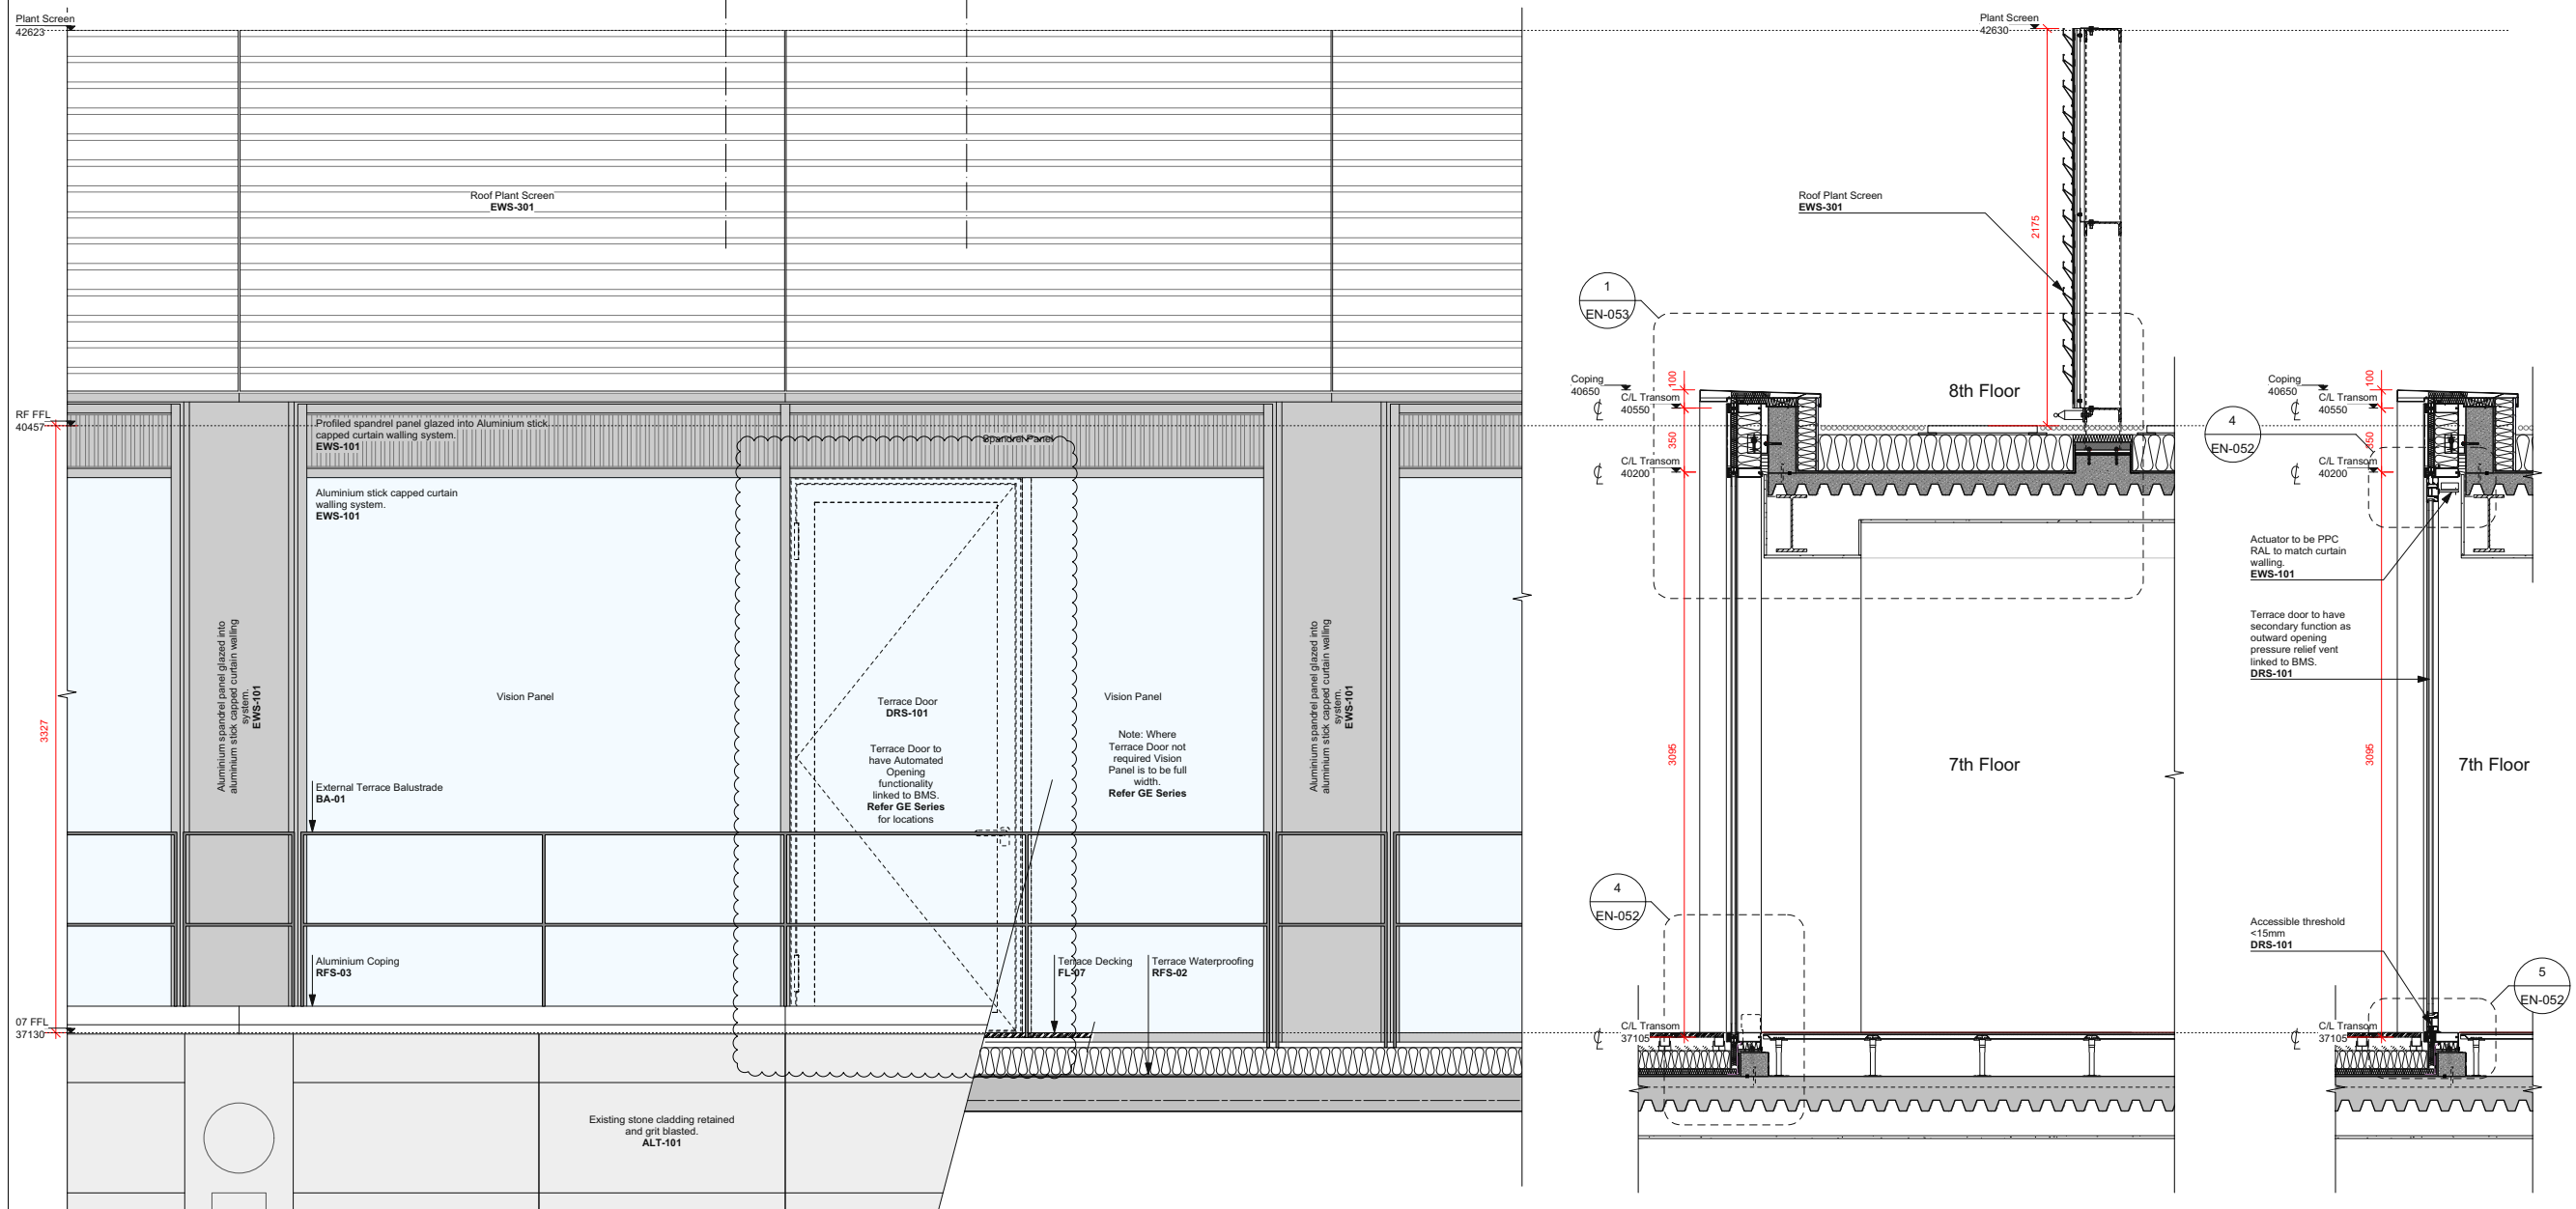 Plant Screen
42623
Roof Plant Screen
EWS-301
RF FFL
40457
Profiled spandrel panel glazed into Aluminium stick
capped curtain walling system.
EWS-101
Spandrel Panel
Aluminium stick capped curtain
walling system.
EWS-101
Aluminium spandrel panel glazed into
aluminium stick capped curtain walling
system.
EWS-101
Vision Panel
Terrace Door
DRS-101
Terrace Door to
have Automated
Opening
functionality
linked to BMS.
Refer GE Series
for locations
Vision Panel
Note: Where
Terrace Door not
required Vision
Panel is to be full
width.
Refer GE Series
Aluminium spandrel panel glazed into
aluminium stick capped curtain walling
system.
EWS-101
3327
External Terrace Balustrade
BA-01
Aluminium Coping
RFS-03
Terrace Decking
FL-07
Terrace Waterproofing
RFS-02
07 FFL
37130
Existing stone cladding retained
and grit blasted.
ALT-101
Plant Screen
42630
Roof Plant Screen
EWS-301
2175
1
EN-053
Coping
40650
C/L Transom
40550
100
350
C/L Transom
40200
8th Floor
3095
7th Floor
4
EN-052
C/L Transom
37105
Coping
40650
C/L Transom
40550
100
350
4
EN-052
C/L Transom
40200
Actuator to be PPC
RAL to match curtain
walling.
EWS-101
Terrace door to have
secondary function as
outward opening
pressure relief vent
linked to BMS.
DRS-101
3095
7th Floor
Accessible threshold
<15mm
DRS-101
5
EN-052
C/L Transom
37105